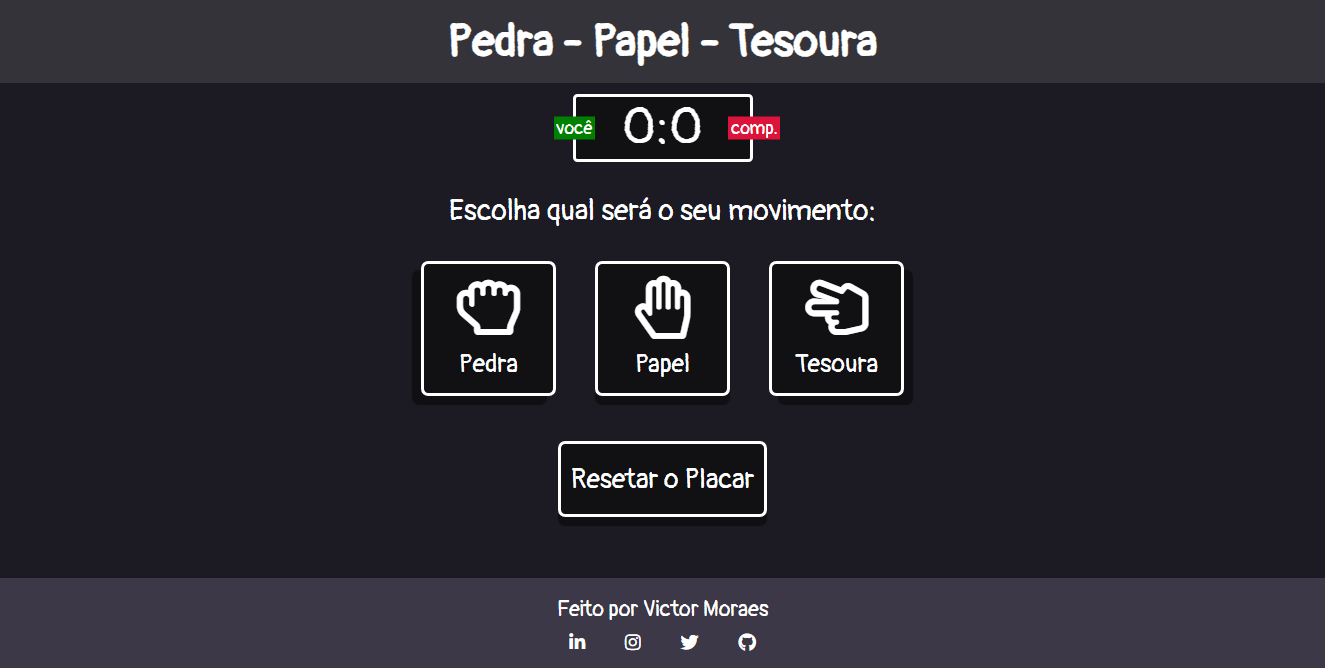 Pedra - Papel - Tesoura
você 0:0 comp.
Escolha qual será o seu movimento:
Pedra Papel Tesoura
Resetar o Placar
Feito por Victor Moraes
in